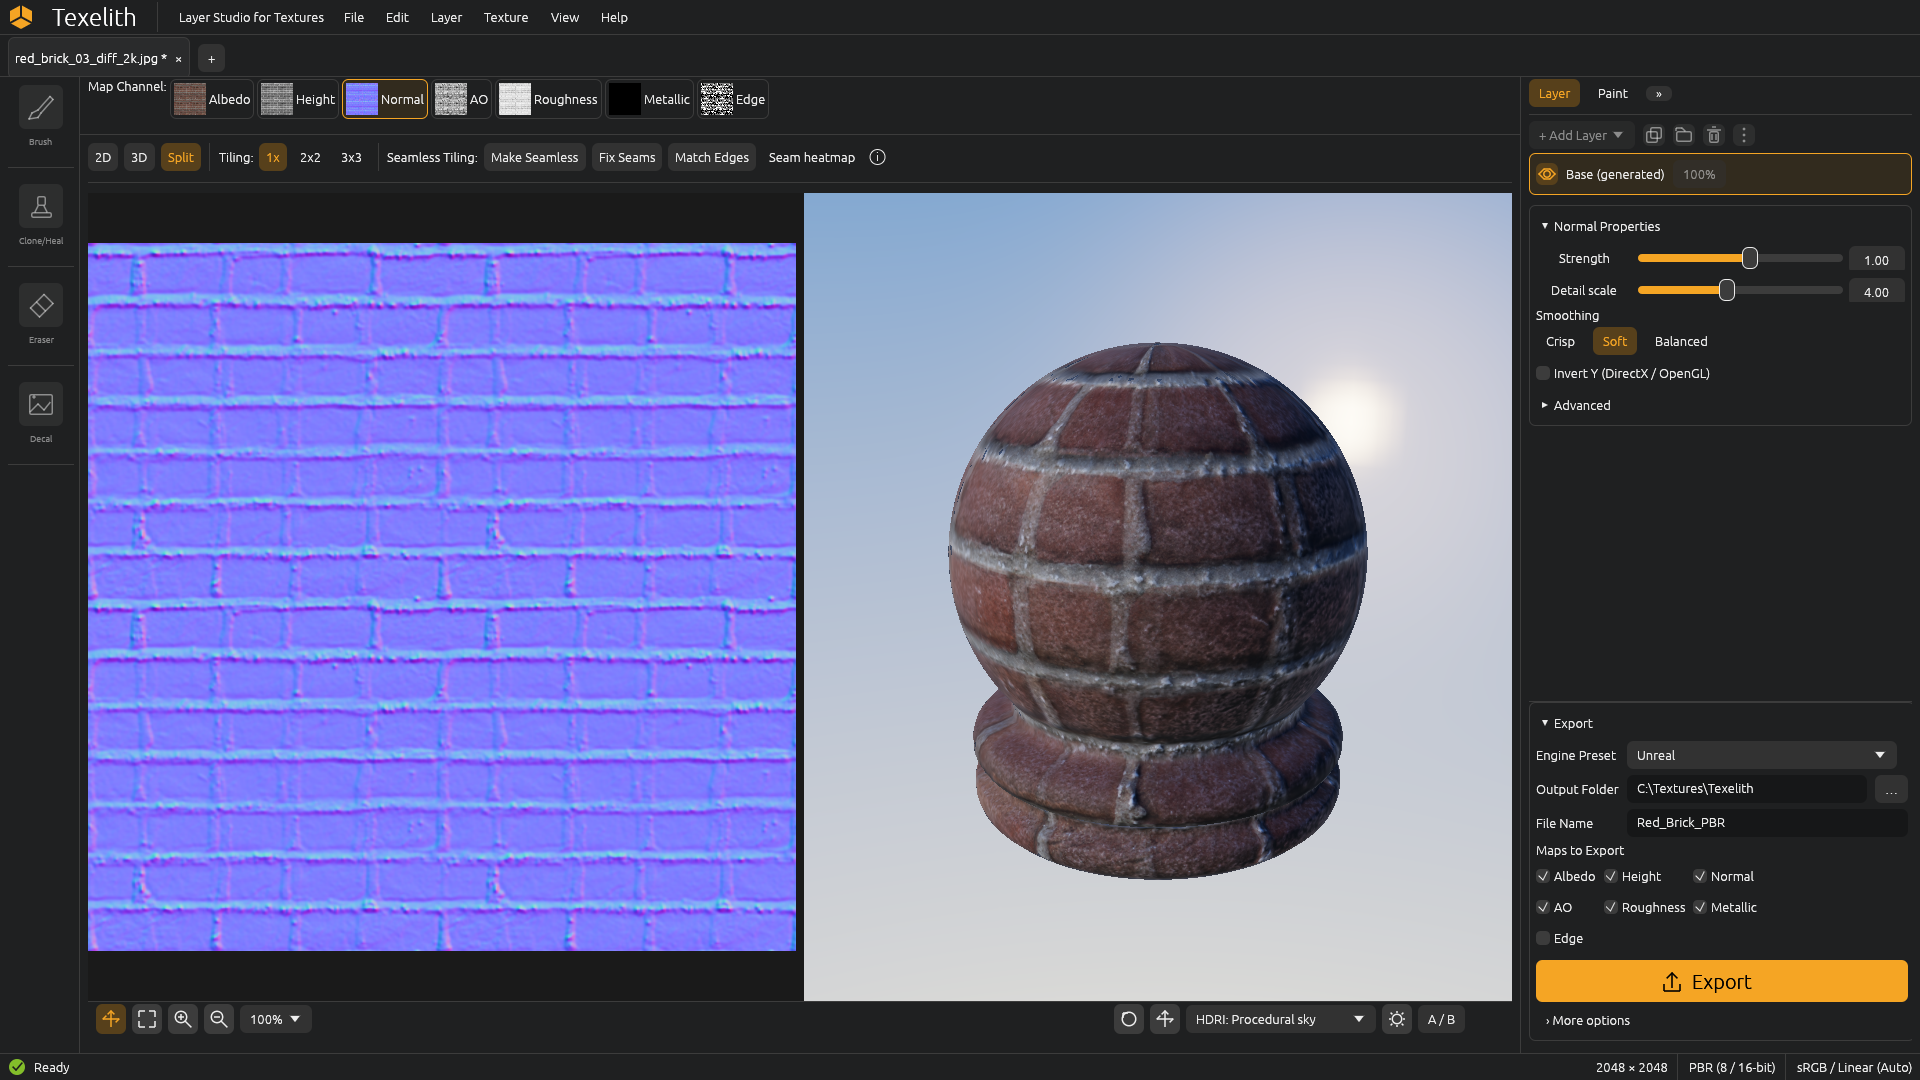 Texelith
Layer Studio for Textures File Edit Layer Texture View Help
red_brick_03_diff_2k.jpg * × +
Map Channel: Albedo Height Normal AO Roughness Metallic Edge
2D 3D Split Tiling: 1x 2x2 3x3 Seamless Tiling: Make Seamless Fix Seams Match Edges Seam heatmap
Brush
Clone/Heal
Eraser
Decal
100%
HDRI: Procedural sky A / B
Layer Paint »
+ Add Layer
Base (generated) 100%
Normal Properties
Strength 1.00
Detail scale 4.00
Smoothing
Crisp Soft Balanced
Invert Y (DirectX / OpenGL)
Advanced
Export
Engine Preset Unreal
Output Folder C:\Textures\Texelith ...
File Name Red_Brick_PBR
Maps to Export
Albedo Height Normal
AO Roughness Metallic
Edge
Export
› More options
Ready 2048 × 2048 PBR (8 / 16-bit) sRGB / Linear (Auto)